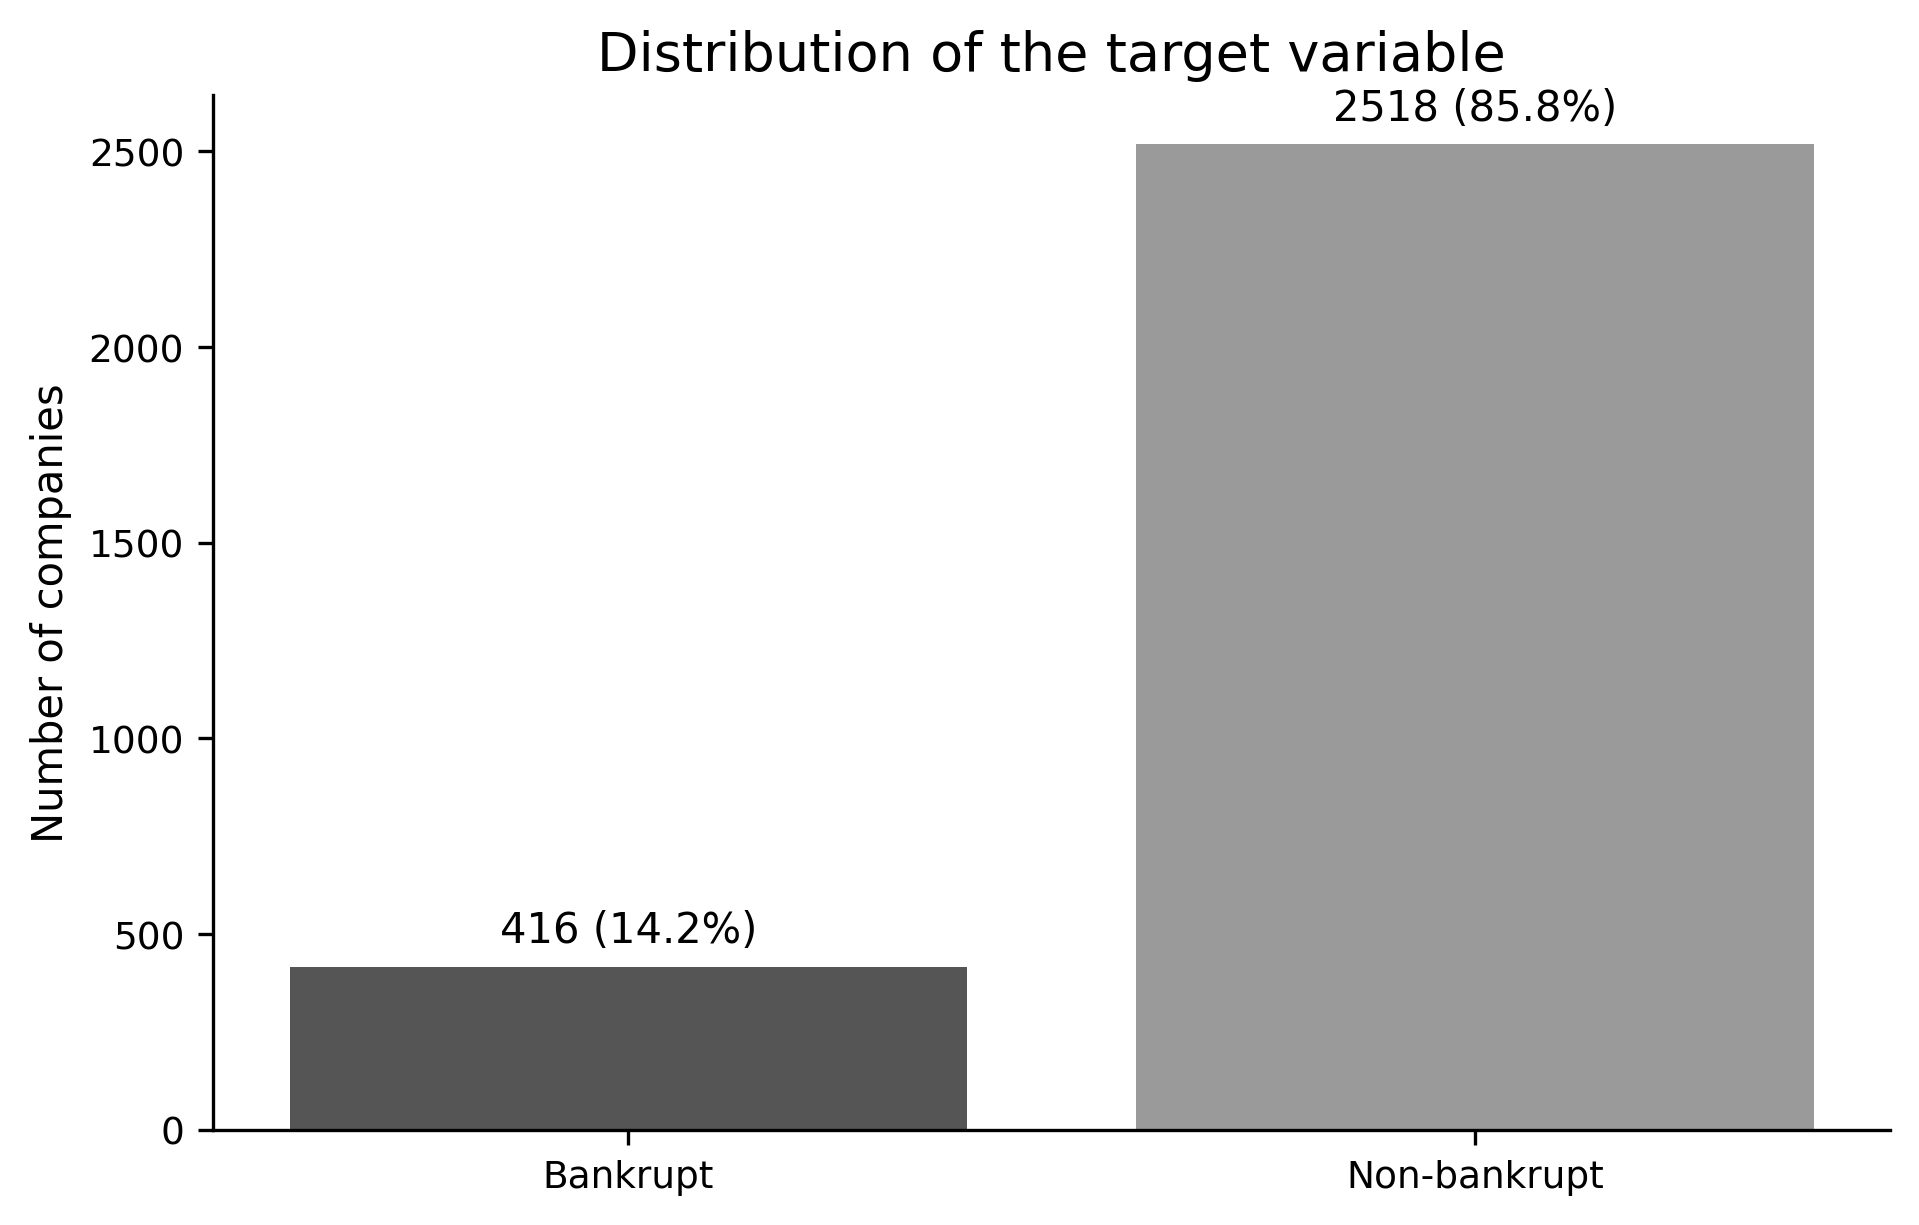 Distribution of the target variable
2518 (85.8%)
2500
2000
1500
1000
500
0
Number of companies
416 (14.2%)
Bankrupt
Non-bankrupt